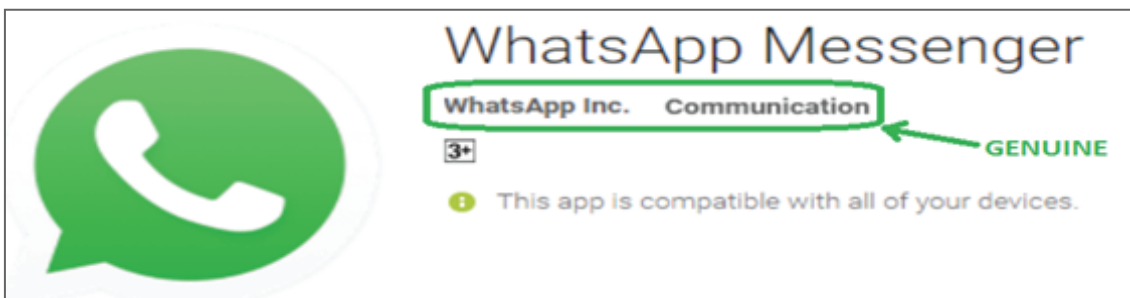 WhatsApp Messenger
WhatsApp Inc. Communication
GENUINE
3+
This app is compatible with all of your devices.